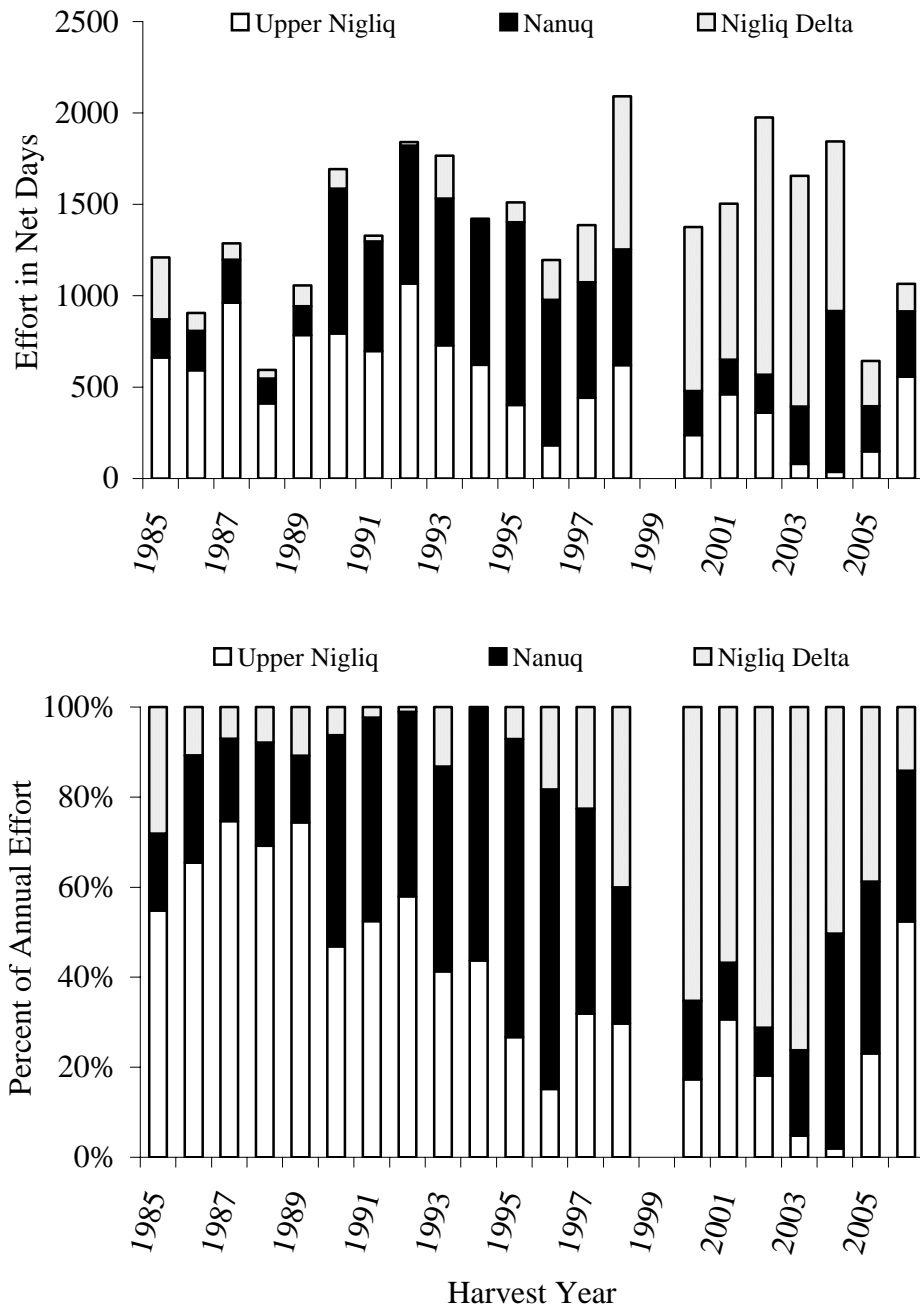 Upper Nigliq Nanuq Nigliq Delta
2500
2000
1500
1000
500
0
Effort in Net Days
1985 1987 1989 1991 1993 1995 1997 1999 2001 2003 2005
Upper Nigliq Nanuq Nigliq Delta
100%
80%
60%
40%
20%
0%
Percent of Annual Effort
1985 1987 1989 1991 1993 1995 1997 1999 2001 2003 2005
Harvest Year